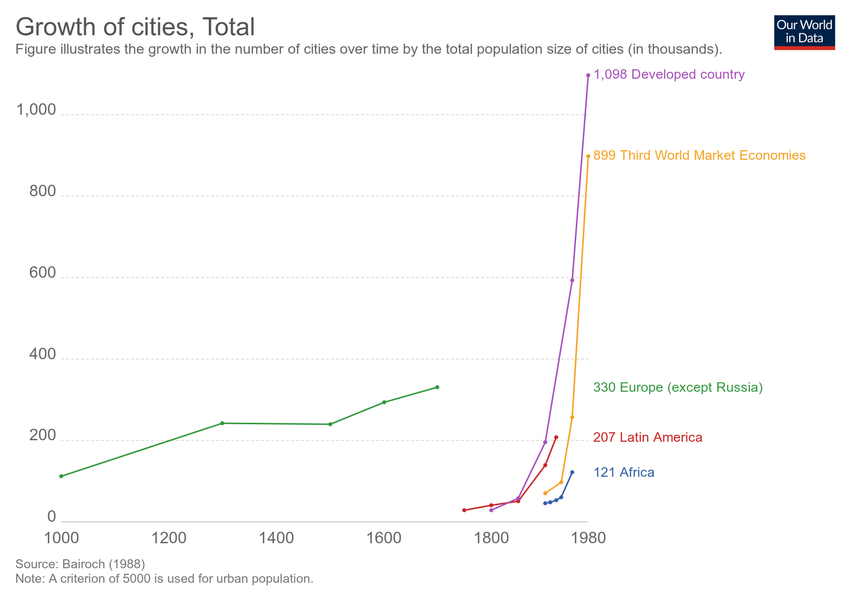 Growth of cities, Total
Figure illustrates the growth in the number of cities over time by the total population size of cities (in thousands).
Our World
in Data
1,098 Developed country
1,000
899 Third World Market Economies
800
600
400
330 Europe (except Russia)
200
207 Latin America
121 Africa
0
1000
1200
1400
1600
1800
1980
Source: Bairoch (1988)
Note: A criterion of 5000 is used for urban population.